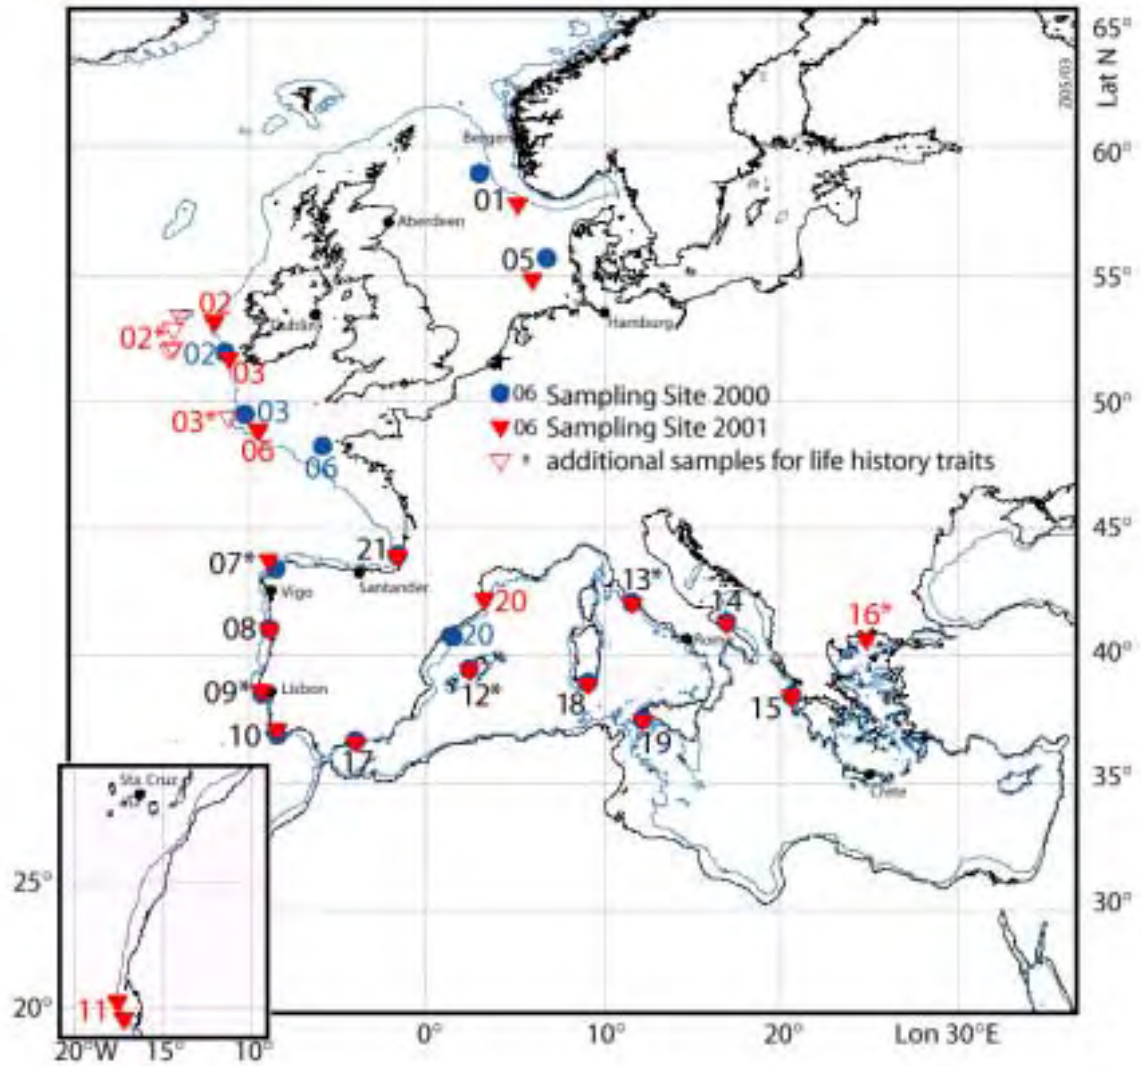 65°
Lat N
ZI05/03
Bergen
60°
01
Aberdeen
05
55°
02
Dublin
Hamburg
02*
02
03
06 Sampling Site 2000
50°
03
03*
06 Sampling Site 2001
06
06
* additional samples for life history traits
45°
21
07*
Santander
Vigo
20
13*
14
16*
08
20
Rome
40°
09*
Lisbon
12*
18
15
10
17
19
35°
Crete
Sta. Cruz
25°
30°
20°
11
20°W
15°
10°
0°
10°
20°
Lon 30°E